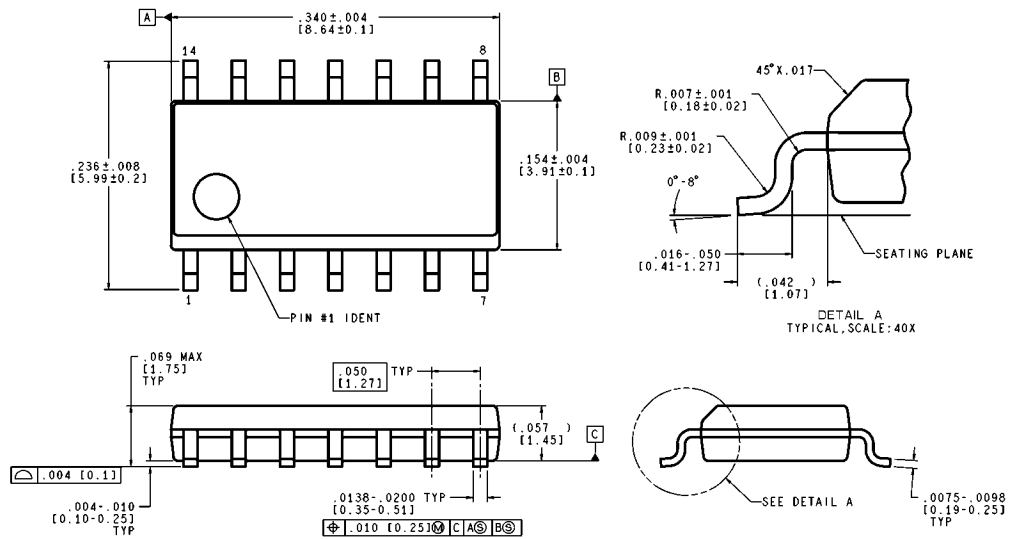 A
.340±.004
[8.64±0.1]
14
8
B
.236±.008
[5.99±0.2]
.154±.004
[3.91±0.1]
1
7
PIN #1 IDENT
45°X.017
R.007±.001
[0.18±0.02]
R.009±.001
[0.23±0.02]
0°-8°
SEATING PLANE
.016-.050
[0.41-1.27]
(.042 )
[1.07]
DETAIL A
TYPICAL,SCALE:40X
.069 MAX
[1.75]
TYP
.050
[1.27]
TYP
(.057 )
[1.45]
C
.004 [0.1]
.004-.010
[0.10-0.25]
TYP
.0138-.0200 TYP
[0.35-0.51]
⌖ .010 [0.25]Ⓜ C AⓈ BⓈ
SEE DETAIL A
.0075-.0098
[0.19-0.25]
TYP